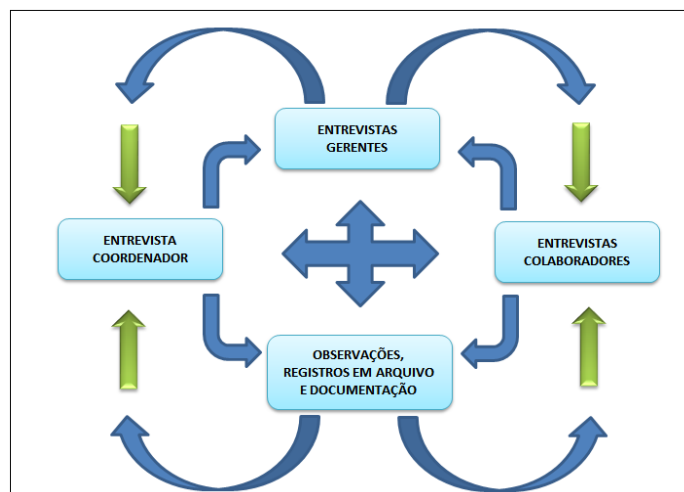 ENTREVISTAS
GERENTES
ENTREVISTA
COORDENADOR
ENTREVISTAS
COLABORADORES
OBSERVAÇÕES,
REGISTROS EM ARQUIVO
E DOCUMENTAÇÃO